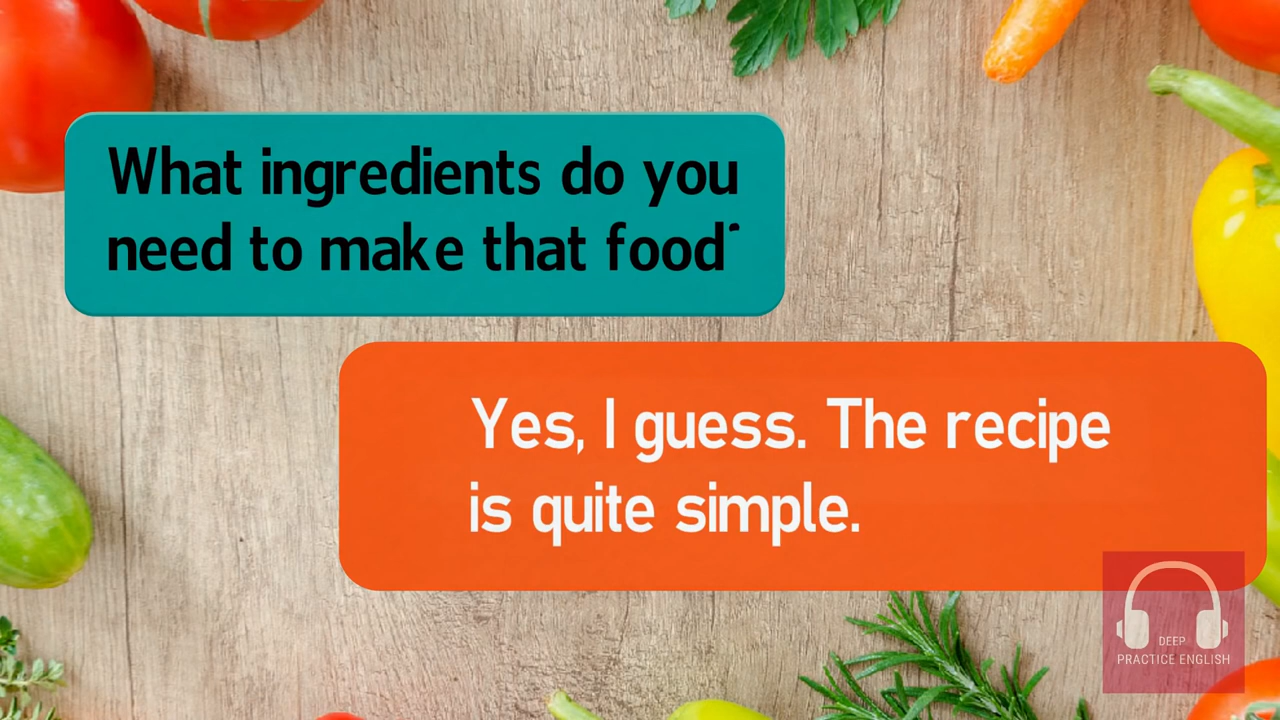 What ingredients do you
need to make that food
Yes, I guess. The recipe
is quite simple.
DEEP
PRACTICE ENGLISH